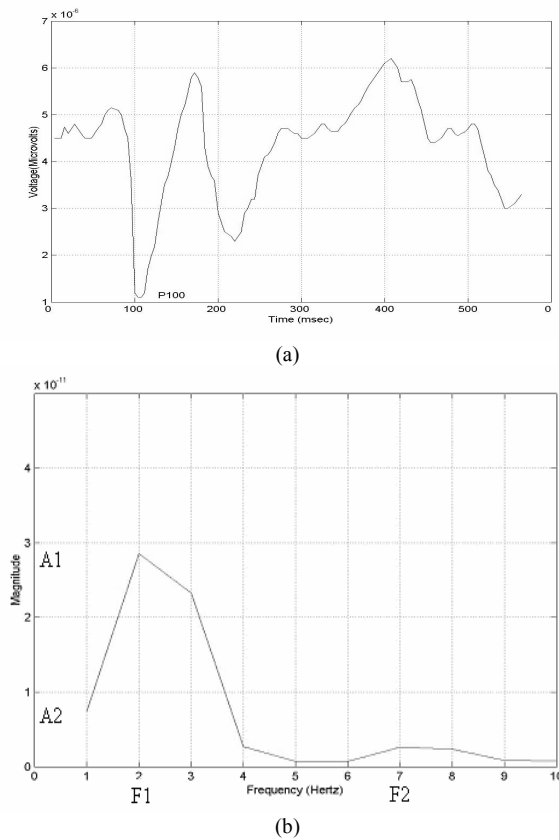 x 10⁻⁶
7
6
5
4
3
2
1
Voltage(Microvolts)
P100
0 100 200 300 400 500 0
Time (msec)
(a)
x 10⁻¹¹
4
3
2
1
0
A1
A2
Magnitude
0 1 2 3 4 5 6 7 8 9 10
F1 Frequency (Hertz) F2
(b)